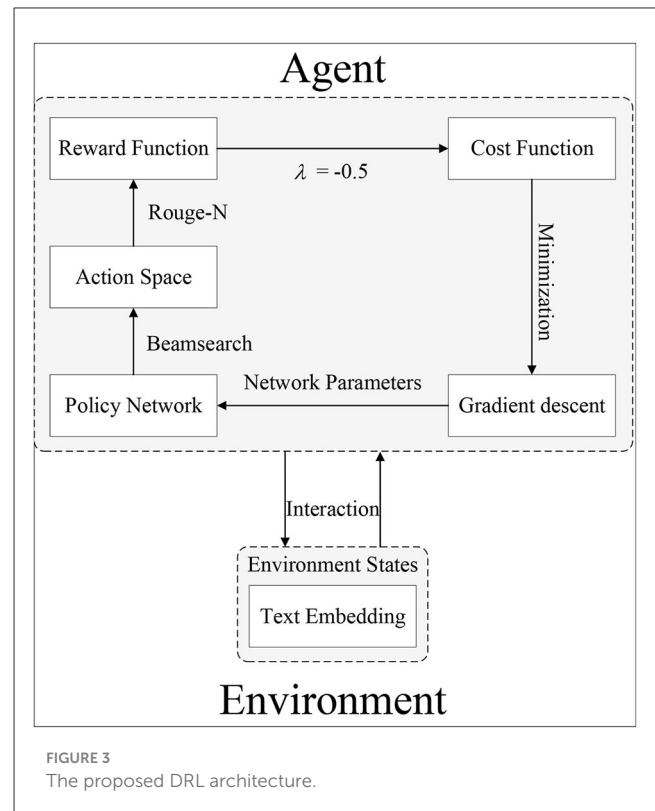 Agent
Reward Function
Cost Function
λ = -0.5
Rouge-N
Minimization
Action Space
Beamsearch
Network Parameters
Policy Network
Gradient descent
Interaction
Environment States
Text Embedding
Environment
FIGURE 3
The proposed DRL architecture.